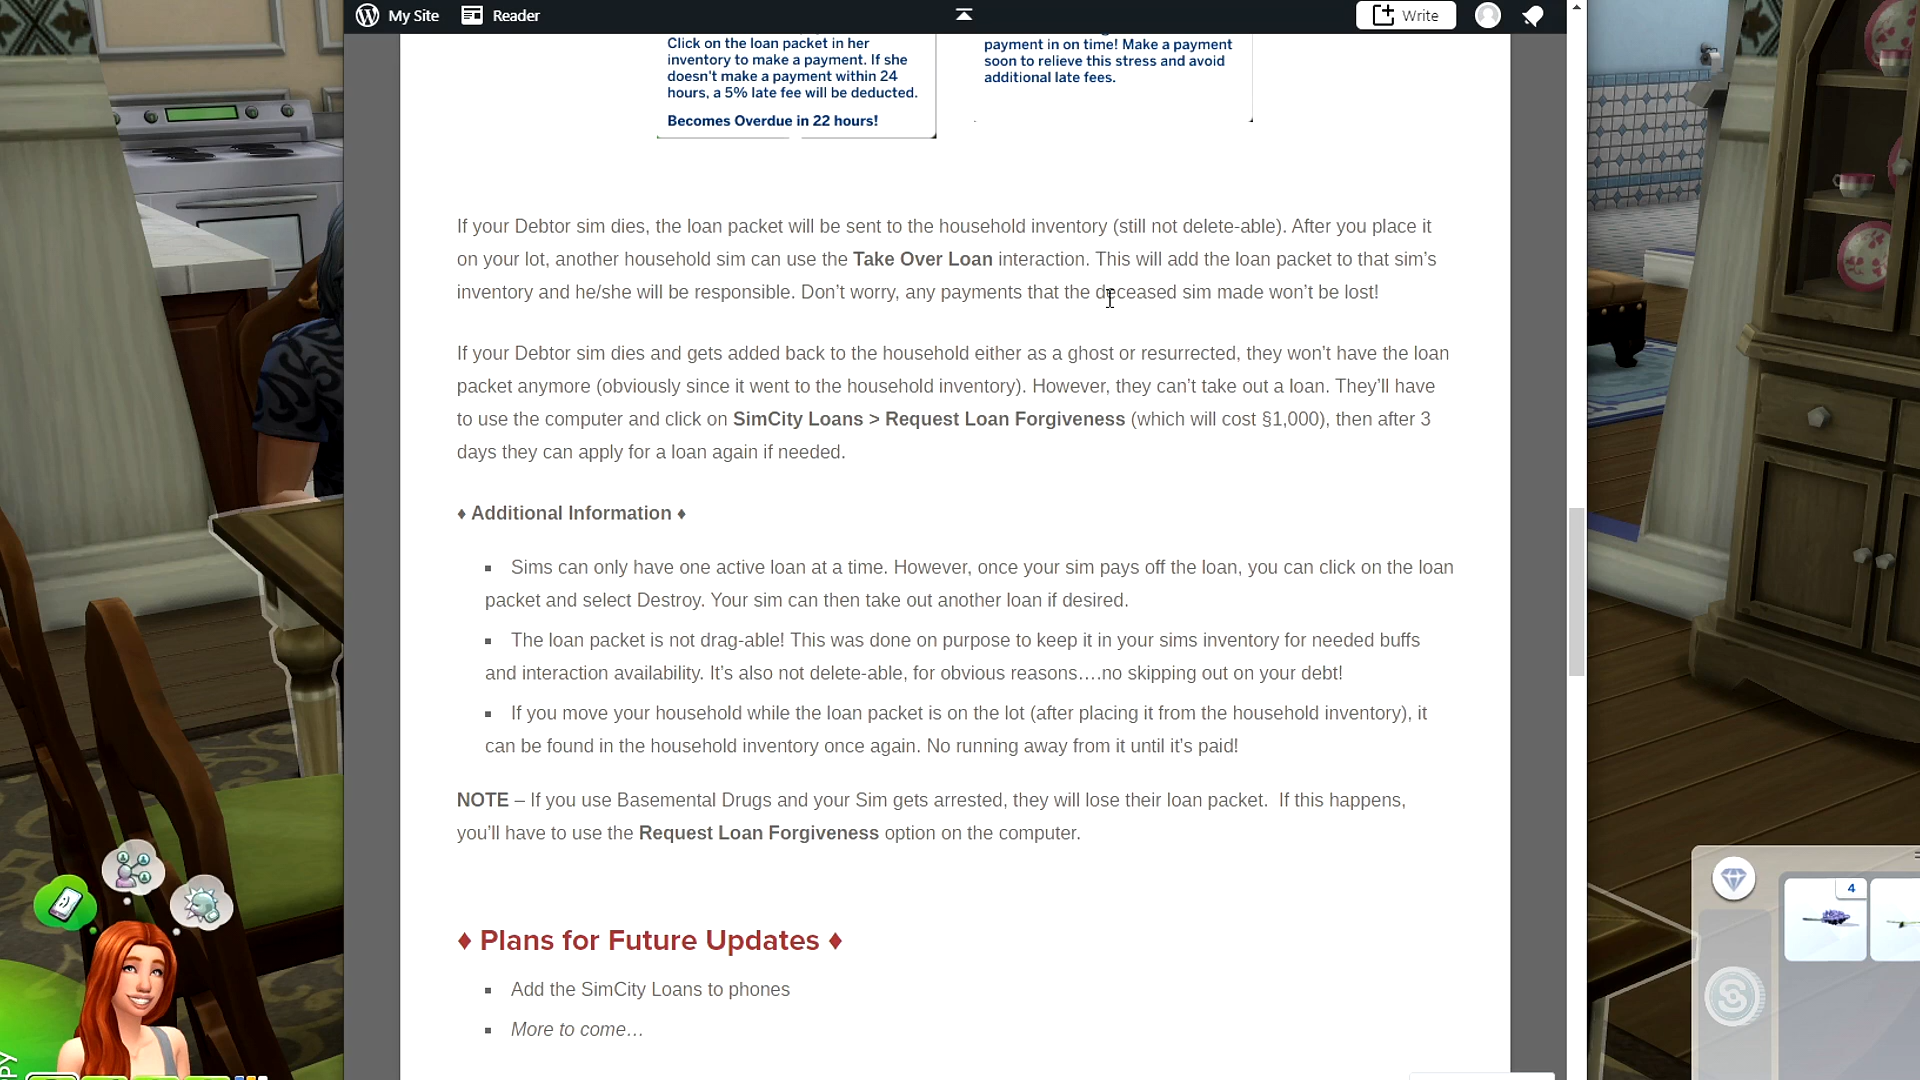 My Site Reader Write
Click on the loan packet in her
inventory to make a payment. If she
doesn't make a payment within 24
hours, a 5% late fee will be deducted.
Becomes Overdue in 22 hours!
payment in on time! Make a payment
soon to relieve this stress and avoid
additional late fees.
If your Debtor sim dies, the loan packet will be sent to the household inventory (still not delete-able). After you place it
on your lot, another household sim can use the Take Over Loan interaction. This will add the loan packet to that sim’s
inventory and he/she will be responsible. Don’t worry, any payments that the deceased sim made won’t be lost!
If your Debtor sim dies and gets added back to the household either as a ghost or resurrected, they won’t have the loan
packet anymore (obviously since it went to the household inventory). However, they can’t take out a loan. They’ll have
to use the computer and click on SimCity Loans > Request Loan Forgiveness (which will cost §1,000), then after 3
days they can apply for a loan again if needed.
♦ Additional Information ♦
▪ Sims can only have one active loan at a time. However, once your sim pays off the loan, you can click on the loan
packet and select Destroy. Your sim can then take out another loan if desired.
▪ The loan packet is not drag-able! This was done on purpose to keep it in your sims inventory for needed buffs
and interaction availability. It’s also not delete-able, for obvious reasons….no skipping out on your debt!
▪ If you move your household while the loan packet is on the lot (after placing it from the household inventory), it
can be found in the household inventory once again. No running away from it until it’s paid!
NOTE – If you use Basemental Drugs and your Sim gets arrested, they will lose their loan packet. If this happens,
you’ll have to use the Request Loan Forgiveness option on the computer.
♦ Plans for Future Updates ♦
▪ Add the SimCity Loans to phones
▪ More to come…
4